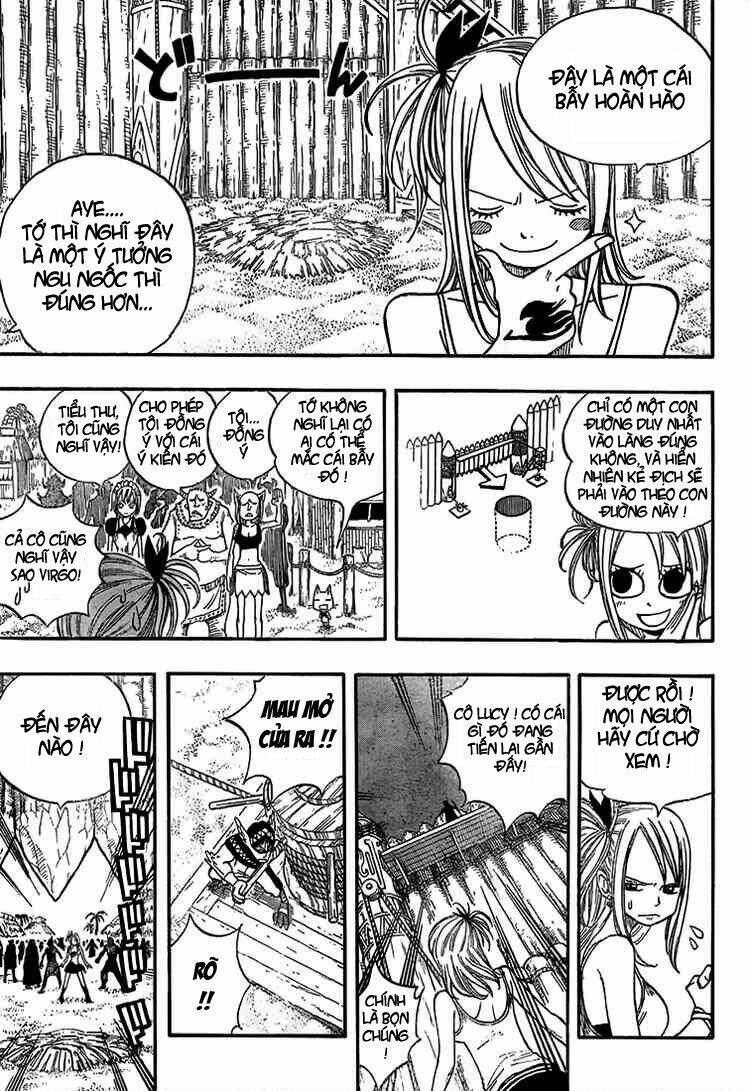 ĐÂY LÀ MỘT CÁI
BẪY HOÀN HẢO
どーん
AYE....
TỚ THÌ NGHĨ ĐÂY
LÀ MỘT Ý TƯỞNG
NGU NGỐC THÌ
ĐÚNG HƠN...
CHỈ CÓ MỘT CON
ĐƯỜNG DUY NHẤT
VÀO LÀNG ĐÚNG
KHÔNG, VÀ HIỂN
NHIÊN KẺ ĐỊCH SẼ
PHẢI VÀO THEO CON
ĐƯỜNG NÀY !
TỚ KHÔNG
NGHĨ LẠI CÓ
AI CÓ THỂ
MẮC CÁI BẪY
ĐÓ !
TÔI...
ĐỒNG
Ý
CHO PHÉP
TÔI ĐỒNG
Ý VỚI CÁI
Ý KIẾN ĐÓ
TIỂU THƯ,
TÔI CŨNG
NGHĨ VẬY!
CẢ CÔ CŨNG
NGHĨ VẬY
SAO VIRGO!
ĐƯỢC RỒI !
MỌI NGƯỜI
HÃY CỨ CHỜ
XEM !
CÔ LUCY ! CÓ CÁI
GÌ ĐÓ ĐANG
TIẾN LẠI GẦN
ĐẤY!
CHÍNH
LÀ BỌN
CHÚNG
!
MAU MỞ
CỬA RA !!
RÕ
!!
ĐẾN ĐÂY
NÀO !